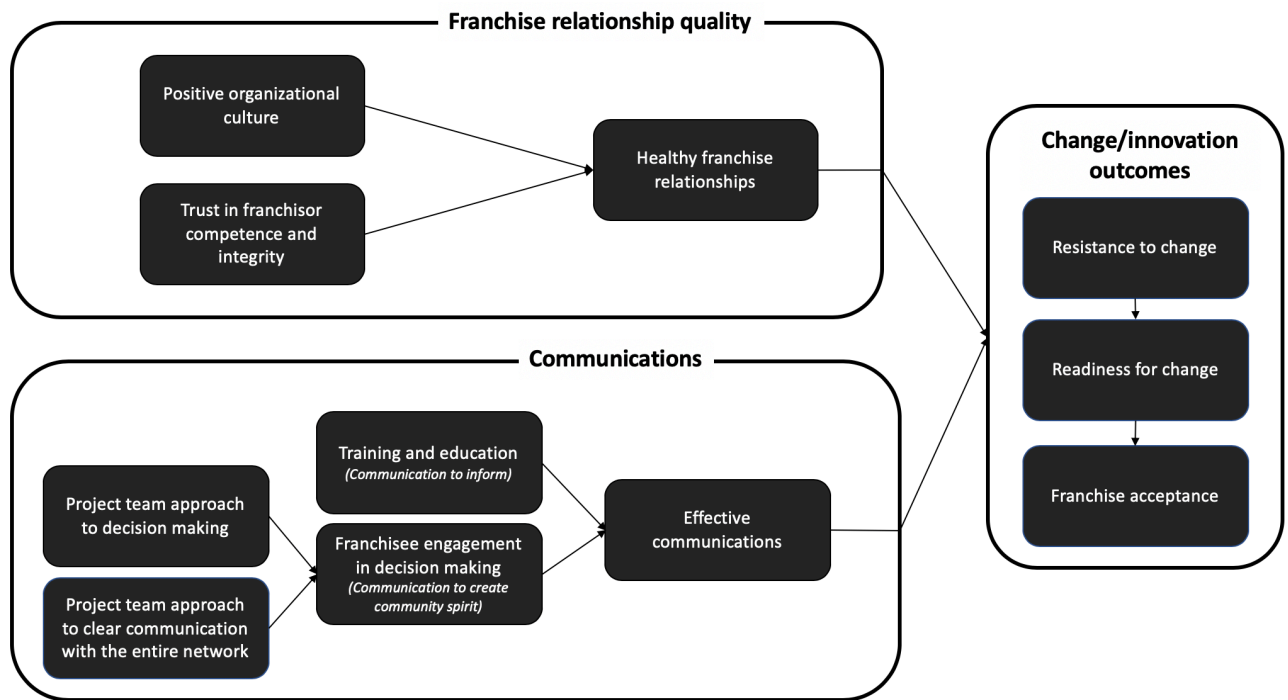 Franchise relationship quality
Positive organizational
culture
Trust in franchisor
competence and
integrity
Healthy franchise
relationships
Communications
Project team approach
to decision making
Project team approach
to clear communication
with the entire network
Training and education
(Communication to inform)
Franchisee engagement
in decision making
(Communication to create
community spirit)
Effective
communications
Change/innovation
outcomes
Resistance to change
Readiness for change
Franchise acceptance